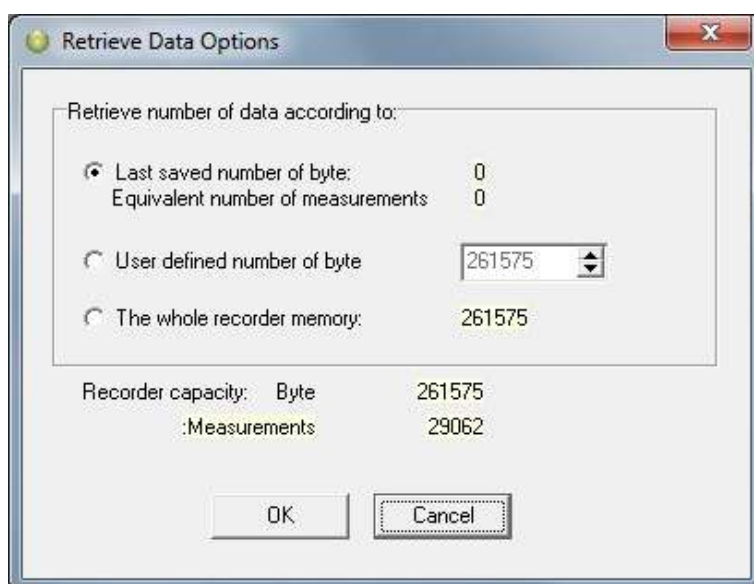 Retrieve Data Options
Retrieve number of data according to:
Last saved number of byte: 0
Equivalent number of measurements 0
User defined number of byte 261575
The whole recorder memory: 261575
Recorder capacity: Byte 261575
:Measurements 29062
OK Cancel